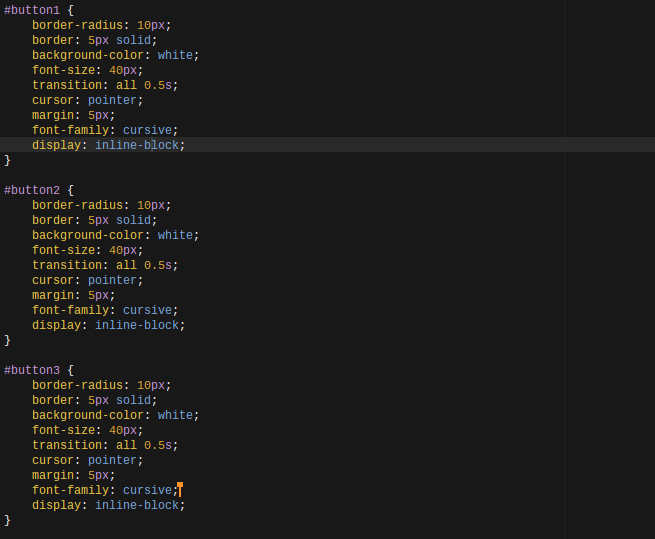 #button1 {
    border-radius: 10px;
    border: 5px solid;
    background-color: white;
    font-size: 40px;
    transition: all 0.5s;
    cursor: pointer;
    margin: 5px;
    font-family: cursive;
    display: inline-block;
}

#button2 {
    border-radius: 10px;
    border: 5px solid;
    background-color: white;
    font-size: 40px;
    transition: all 0.5s;
    cursor: pointer;
    margin: 5px;
    font-family: cursive;
    display: inline-block;
}

#button3 {
    border-radius: 10px;
    border: 5px solid;
    background-color: white;
    font-size: 40px;
    transition: all 0.5s;
    cursor: pointer;
    margin: 5px;
    font-family: cursive;
    display: inline-block;
}